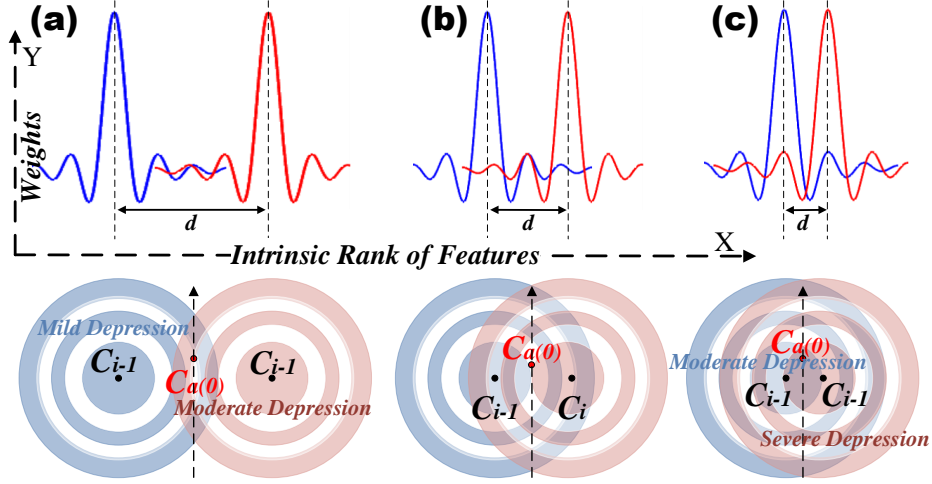 (a)
(b)
(c)
Y
Weights
d
d
d
X
Intrinsic Rank of Features
Mild Depression
Ci-1
Ca(0)
Ci-1
Moderate Depression
Ca(0)
Ci-1
Ci
Ca(0)
Moderate Depression
Ci-1
Ci-1
Severe Depression